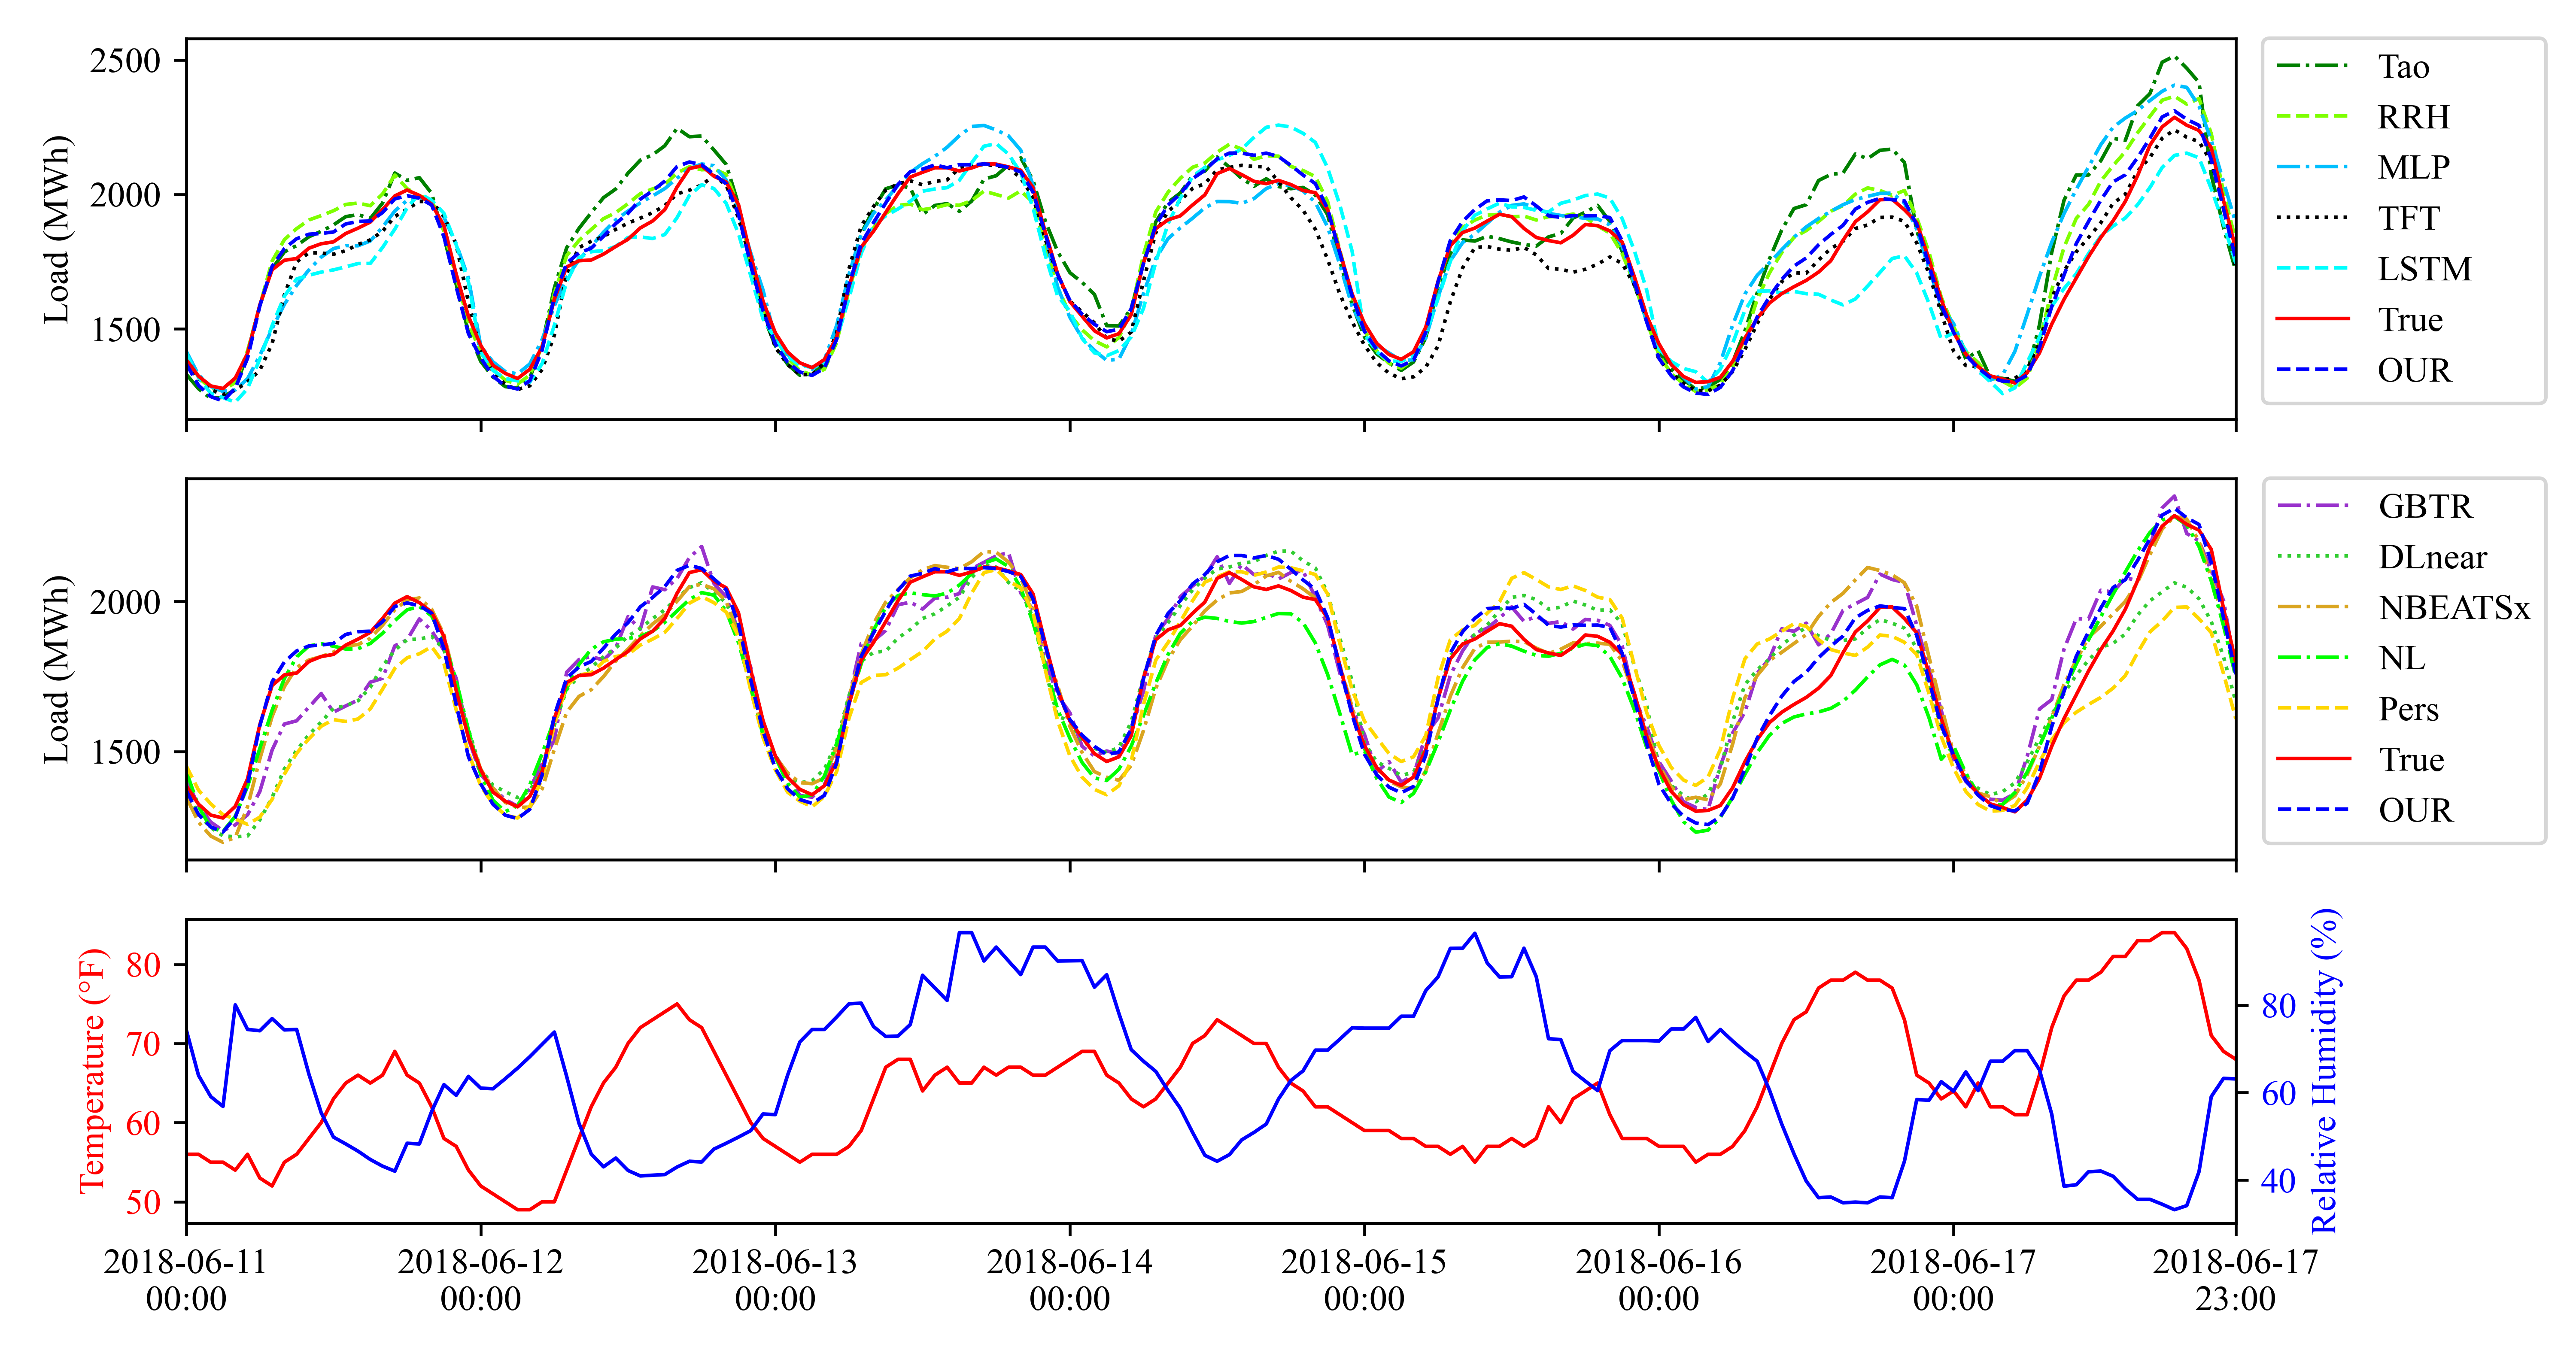 2500
2000
1500
Load (MWh)
Tao
RRH
MLP
TFT
LSTM
True
OUR
2000
1500
Load (MWh)
GBTR
DLnear
NBEATSx
NL
Pers
True
OUR
80
70
60
50
Temperature (°F)
80
60
40
Relative Humidity (%)
2018-06-11 2018-06-12 2018-06-13 2018-06-14 2018-06-15 2018-06-16 2018-06-17 2018-06-17
00:00 00:00 00:00 00:00 00:00 00:00 00:00 23:00